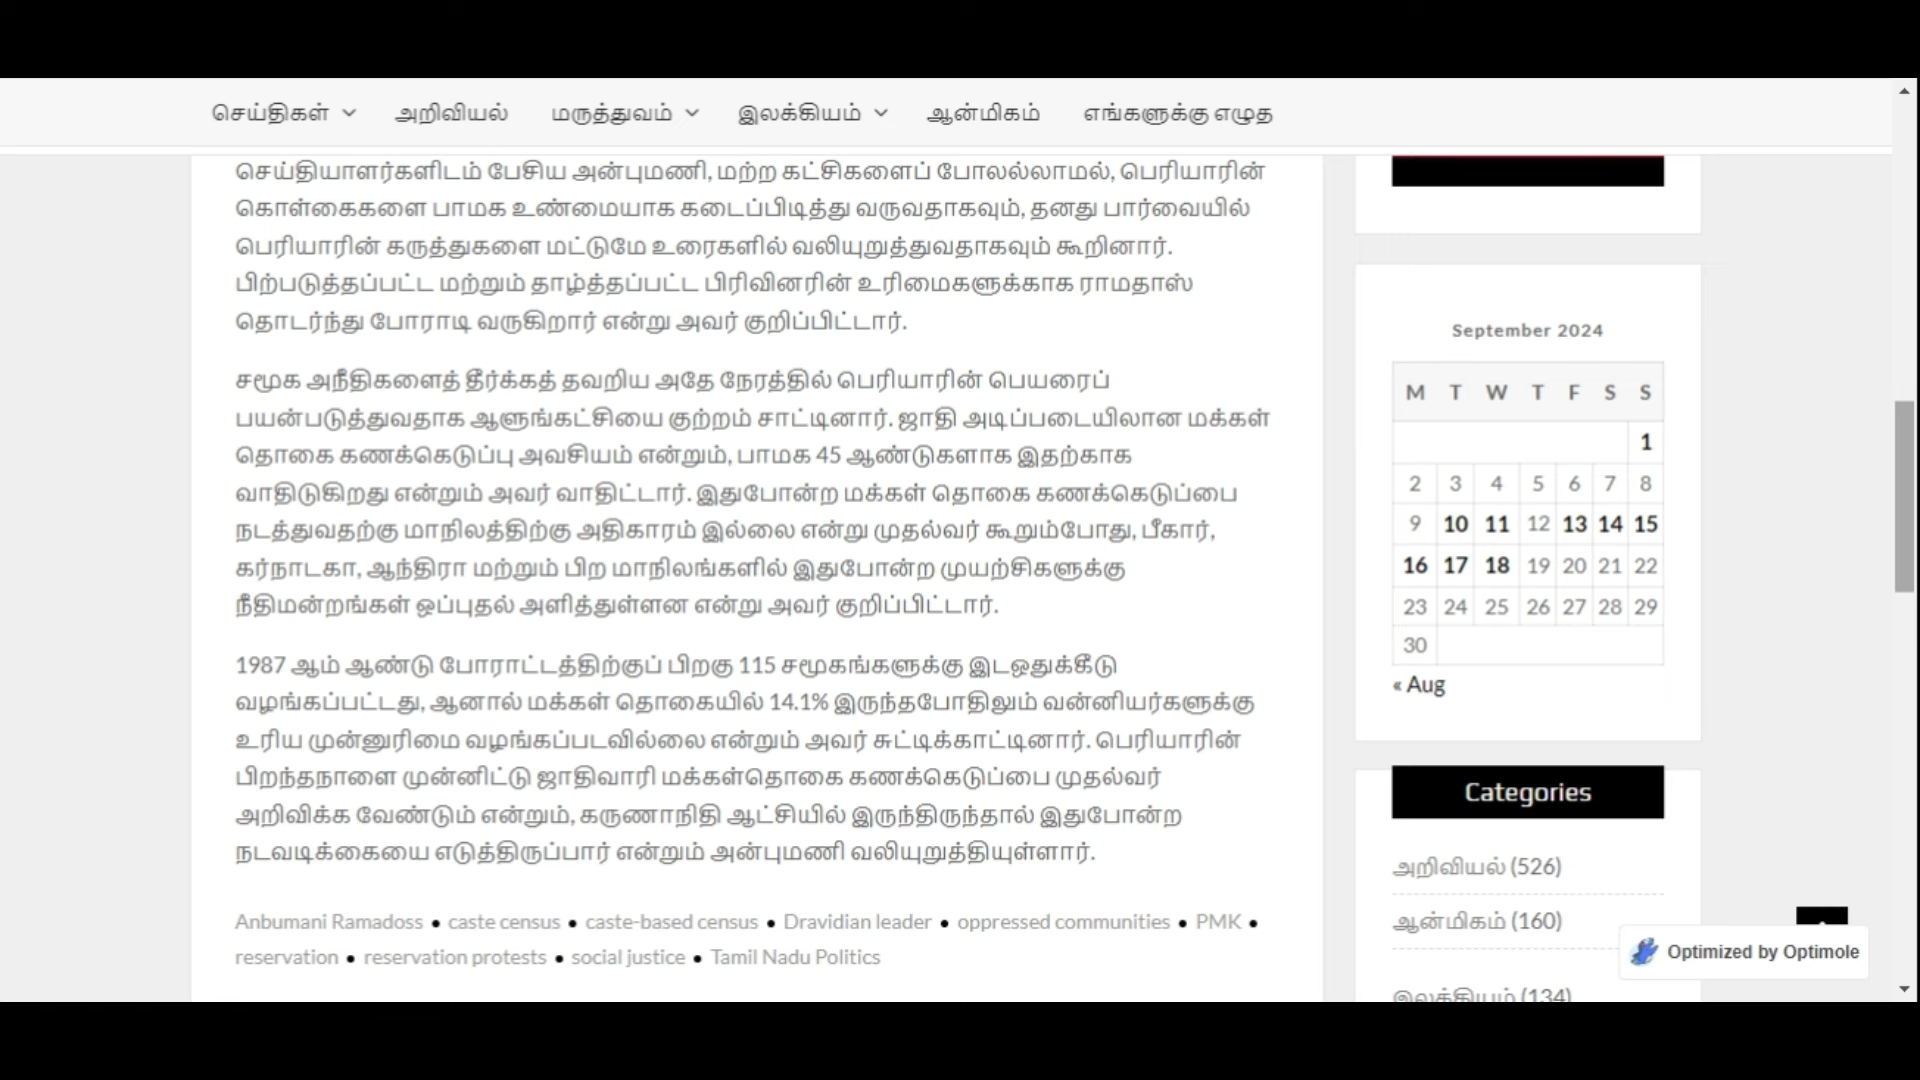 செய்திகள்
அறிவியல்
மருத்துவம்
இலக்கியம்
ஆன்மிகம்
எங்களுக்கு எழுத
செய்தியாளர்களிடம் பேசிய அன்புமணி, மற்ற கட்சிகளைப் போலல்லாமல், பெரியாரின்
கொள்கைகளை பாமக உண்மையாக கடைப்பிடித்து வருவதாகவும், தனது பார்வையில்
பெரியாரின் கருத்துகளை மட்டுமே உரைகளில் வலியுறுத்துவதாகவும் கூறினார்.
பிற்படுத்தப்பட்ட மற்றும் தாழ்த்தப்பட்ட பிரிவினரின் உரிமைகளுக்காக ராமதாஸ்
தொடர்ந்து போராடி வருகிறார் என்று அவர் குறிப்பிட்டார்.
சமூக அநீதிகளைத் தீர்க்கத் தவறிய அதே நேரத்தில் பெரியாரின் பெயரைப்
பயன்படுத்துவதாக ஆளுங்கட்சியை குற்றம் சாட்டினார். ஜாதி அடிப்படையிலான மக்கள்
தொகை கணக்கெடுப்பு அவசியம் என்றும், பாமக 45 ஆண்டுகளாக இதற்காக
வாதிடுகிறது என்றும் அவர் வாதிட்டார். இதுபோன்ற மக்கள் தொகை கணக்கெடுப்பை
நடத்துவதற்கு மாநிலத்திற்கு அதிகாரம் இல்லை என்று முதல்வர் கூறும்போது, பீகார்,
கர்நாடகா, ஆந்திரா மற்றும் பிற மாநிலங்களில் இதுபோன்ற முயற்சிகளுக்கு
நீதிமன்றங்கள் ஒப்புதல் அளித்துள்ளன என்று அவர் குறிப்பிட்டார்.
1987 ஆம் ஆண்டு போராட்டத்திற்குப் பிறகு 115 சமூகங்களுக்கு இடஒதுக்கீடு
வழங்கப்பட்டது, ஆனால் மக்கள் தொகையில் 14.1% இருந்தபோதிலும் வன்னியர்களுக்கு
உரிய முன்னுரிமை வழங்கப்படவில்லை என்றும் அவர் சுட்டிக்காட்டினார். பெரியாரின்
பிறந்தநாளை முன்னிட்டு ஜாதிவாரி மக்கள்தொகை கணக்கெடுப்பை முதல்வர்
அறிவிக்க வேண்டும் என்றும், கருணாநிதி ஆட்சியில் இருந்திருந்தால் இதுபோன்ற
நடவடிக்கையை எடுத்திருப்பார் என்றும் அன்புமணி வலியுறுத்தியுள்ளார்.
Anbumani Ramadoss • caste census • caste-based census • Dravidian leader • oppressed communities • PMK •
reservation • reservation protests • social justice • Tamil Nadu Politics
September 2024
M T W T F S S
1
2 3 4 5 6 7 8
9 10 11 12 13 14 15
16 17 18 19 20 21 22
23 24 25 26 27 28 29
30
« Aug
Categories
அறிவியல் (526)
ஆன்மிகம் (160)
இலக்கியம் (134)
Optimized by Optimole